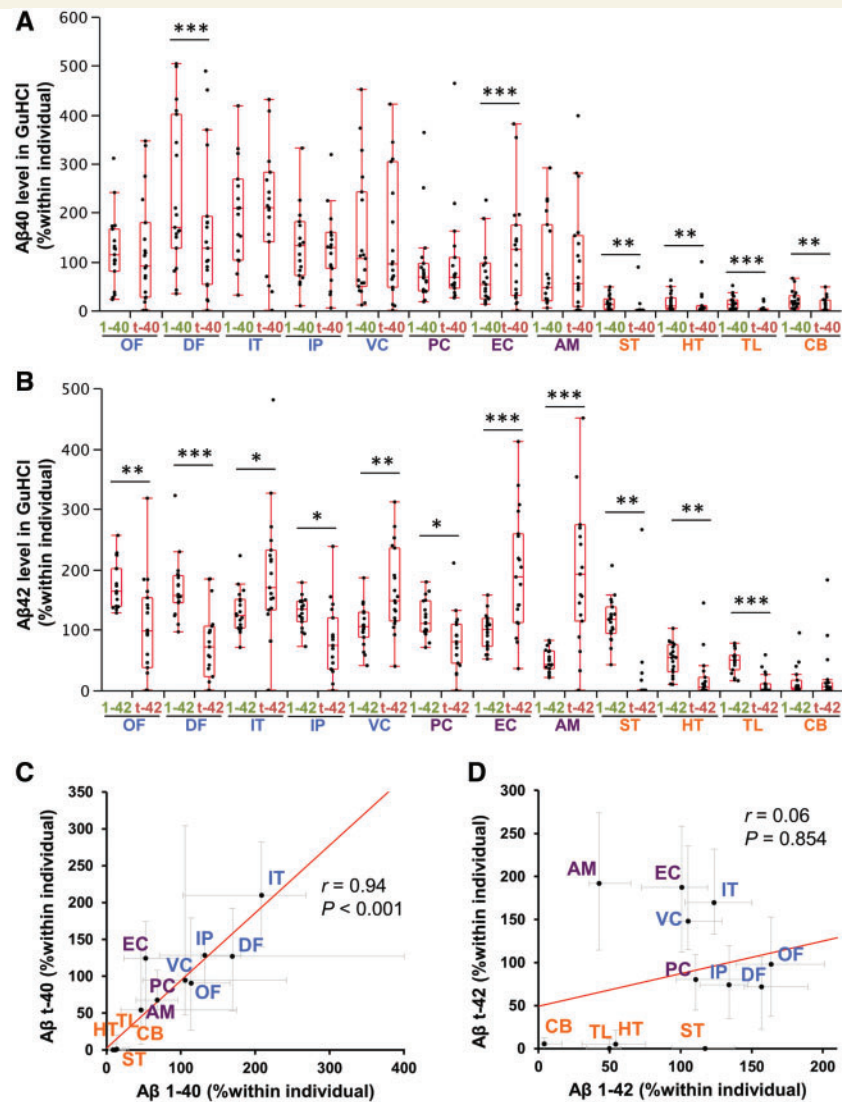 A
Aβ40 level in GuHCl
(%within individual)
600
500
400
300
200
100
0
***
***
**
**
***
**
1-40 t-40 1-40 t-40 1-40 t-40 1-40 t-40 1-40 t-40 1-40 t-40 1-40 t-40 1-40 t-40 1-40 t-40 1-40 t-40 1-40 t-40 1-40 t-40
OF DF IT IP VC PC EC AM ST HT TL CB
B
Aβ42 level in GuHCl
(%within individual)
500
400
300
200
100
0
**
***
*
*
**
*
***
***
**
**
***
1-42 t-42 1-42 t-42 1-42 t-42 1-42 t-42 1-42 t-42 1-42 t-42 1-42 t-42 1-42 t-42 1-42 t-42 1-42 t-42 1-42 t-42 1-42 t-42
OF DF IT IP VC PC EC AM ST HT TL CB
C
Aβ t-40 (%within individual)
350
300
250
200
150
100
50
0
r = 0.94
P < 0.001
IT
EC
IP
DF
VC
PC
OF
AM
TL
HT
CB
ST
0 100 200 300 400
Aβ 1-40 (%within individual)
D
Aβ t-42 (%within individual)
300
250
200
150
100
50
0
r = 0.06
P = 0.854
AM
EC
IT
VC
OF
PC
IP
DF
CB
TL
HT
ST
0 50 100 150 200
Aβ 1-42 (%within individual)